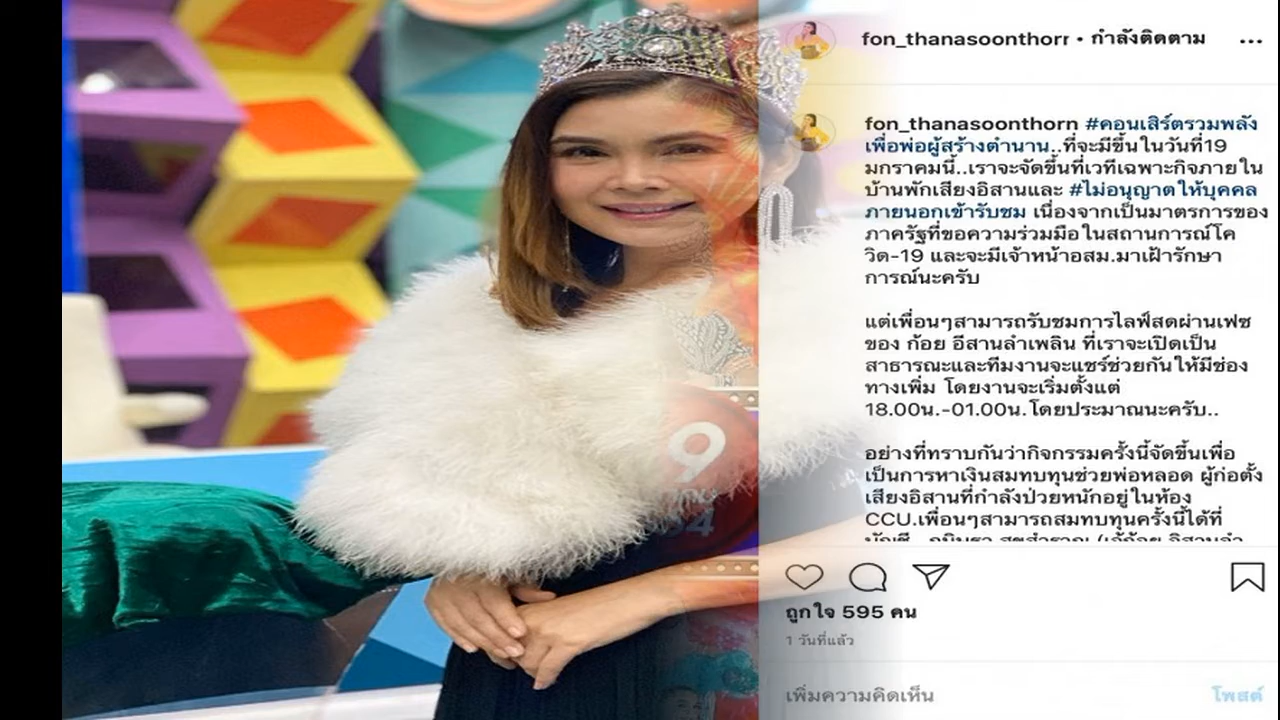 fon_thanasoonthorr • กำลังติดตาม
fon_thanasoonthorn #คอนเสิร์ตรวมพลัง
เพื่อพ่อผู้สร้างตำนาน..ที่จะมีขึ้นในวันที่19
มกราคมนี้..เราจะจัดขึ้นที่เวทีเฉพาะกิจภายใน
บ้านพักเสียงอิสานและ #ไม่อนุญาตให้บุคคล
ภายนอกเข้ารับชม เนื่องจากเป็นมาตรการของ
ภาครัฐที่ขอความร่วมมือในสถานการณ์โค
วิด-19 และจะมีเจ้าหน้าอสม.มาเฝ้ารักษา
การณ์นะครับ
แต่เพื่อนๆสามารถรับชมการไลฟ์สดผ่านเฟซ
ของ ก้อย อีสานลำเพลิน ที่เราจะเปิดเป็น
สาธารณะและทีมงานจะแชร์ช่วยกันให้มีช่อง
ทางเพิ่ม โดยงานจะเริ่มตั้งแต่
18.00น.-01.00น.โดยประมาณนะครับ..
อย่างที่ทราบกันว่ากิจกรรมครั้งนี้จัดขึ้นเพื่อ
เป็นการหาเงินสมทบทุนช่วยพ่อหลอด ผู้ก่อตั้ง
เสียงอิสานที่กำลังป่วยหนักอยู่ในห้อง
CCU.เพื่อนๆสามารถสมทบทุนครั้งนี้ได้ที่
9
ถูกใจ 595 คน
1 วันที่แล้ว
เพิ่มความคิดเห็น
โพสต์